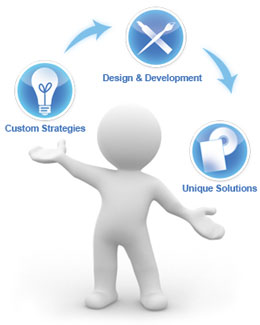 Design & Development
Custom Strategies
Unique Solutions